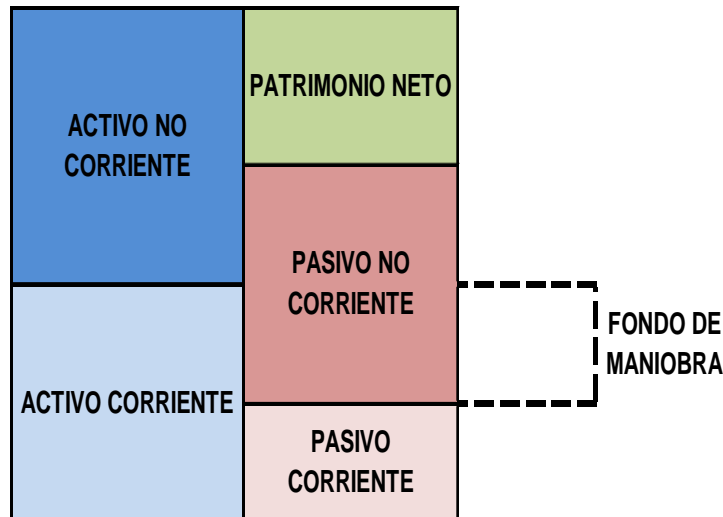 ACTIVO NO
CORRIENTE
PATRIMONIO NETO
PASIVO NO
CORRIENTE
FONDO DE
MANIOBRA
ACTIVO CORRIENTE
PASIVO
CORRIENTE